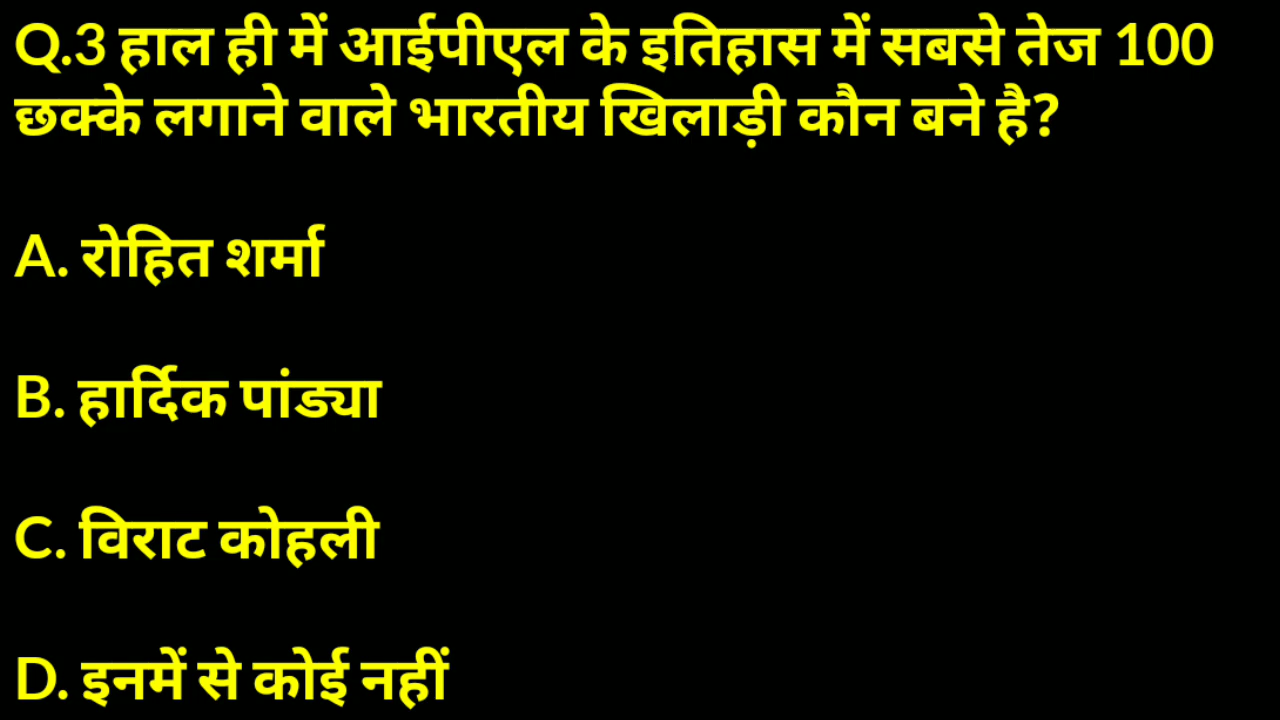 Q.3 हाल ही में आईपीएल के इतिहास में सबसे तेज 100
छक्के लगाने वाले भारतीय खिलाड़ी कौन बने है?
A. रोहित शर्मा
B. हार्दिक पांड्या
C. विराट कोहली
D. इनमें से कोई नहीं